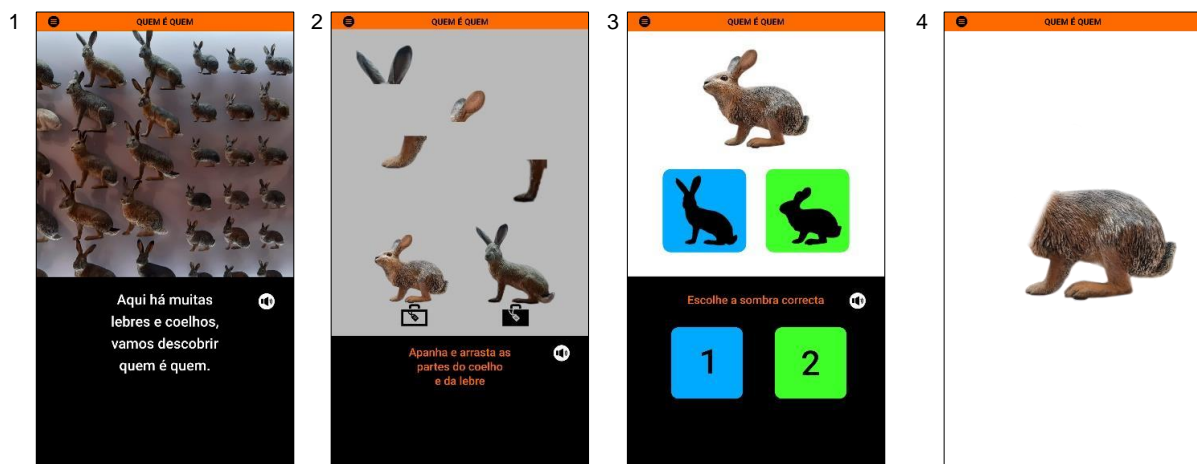 1
QUEM É QUEM
Aqui há muitas
lebres e coelhos,
vamos descobrir
quem é quem.
2
QUEM É QUEM
Apanha e arrasta as
partes do coelho
e da lebre
3
QUEM É QUEM
Escolhe a sombra correcta
1
2
4
QUEM É QUEM